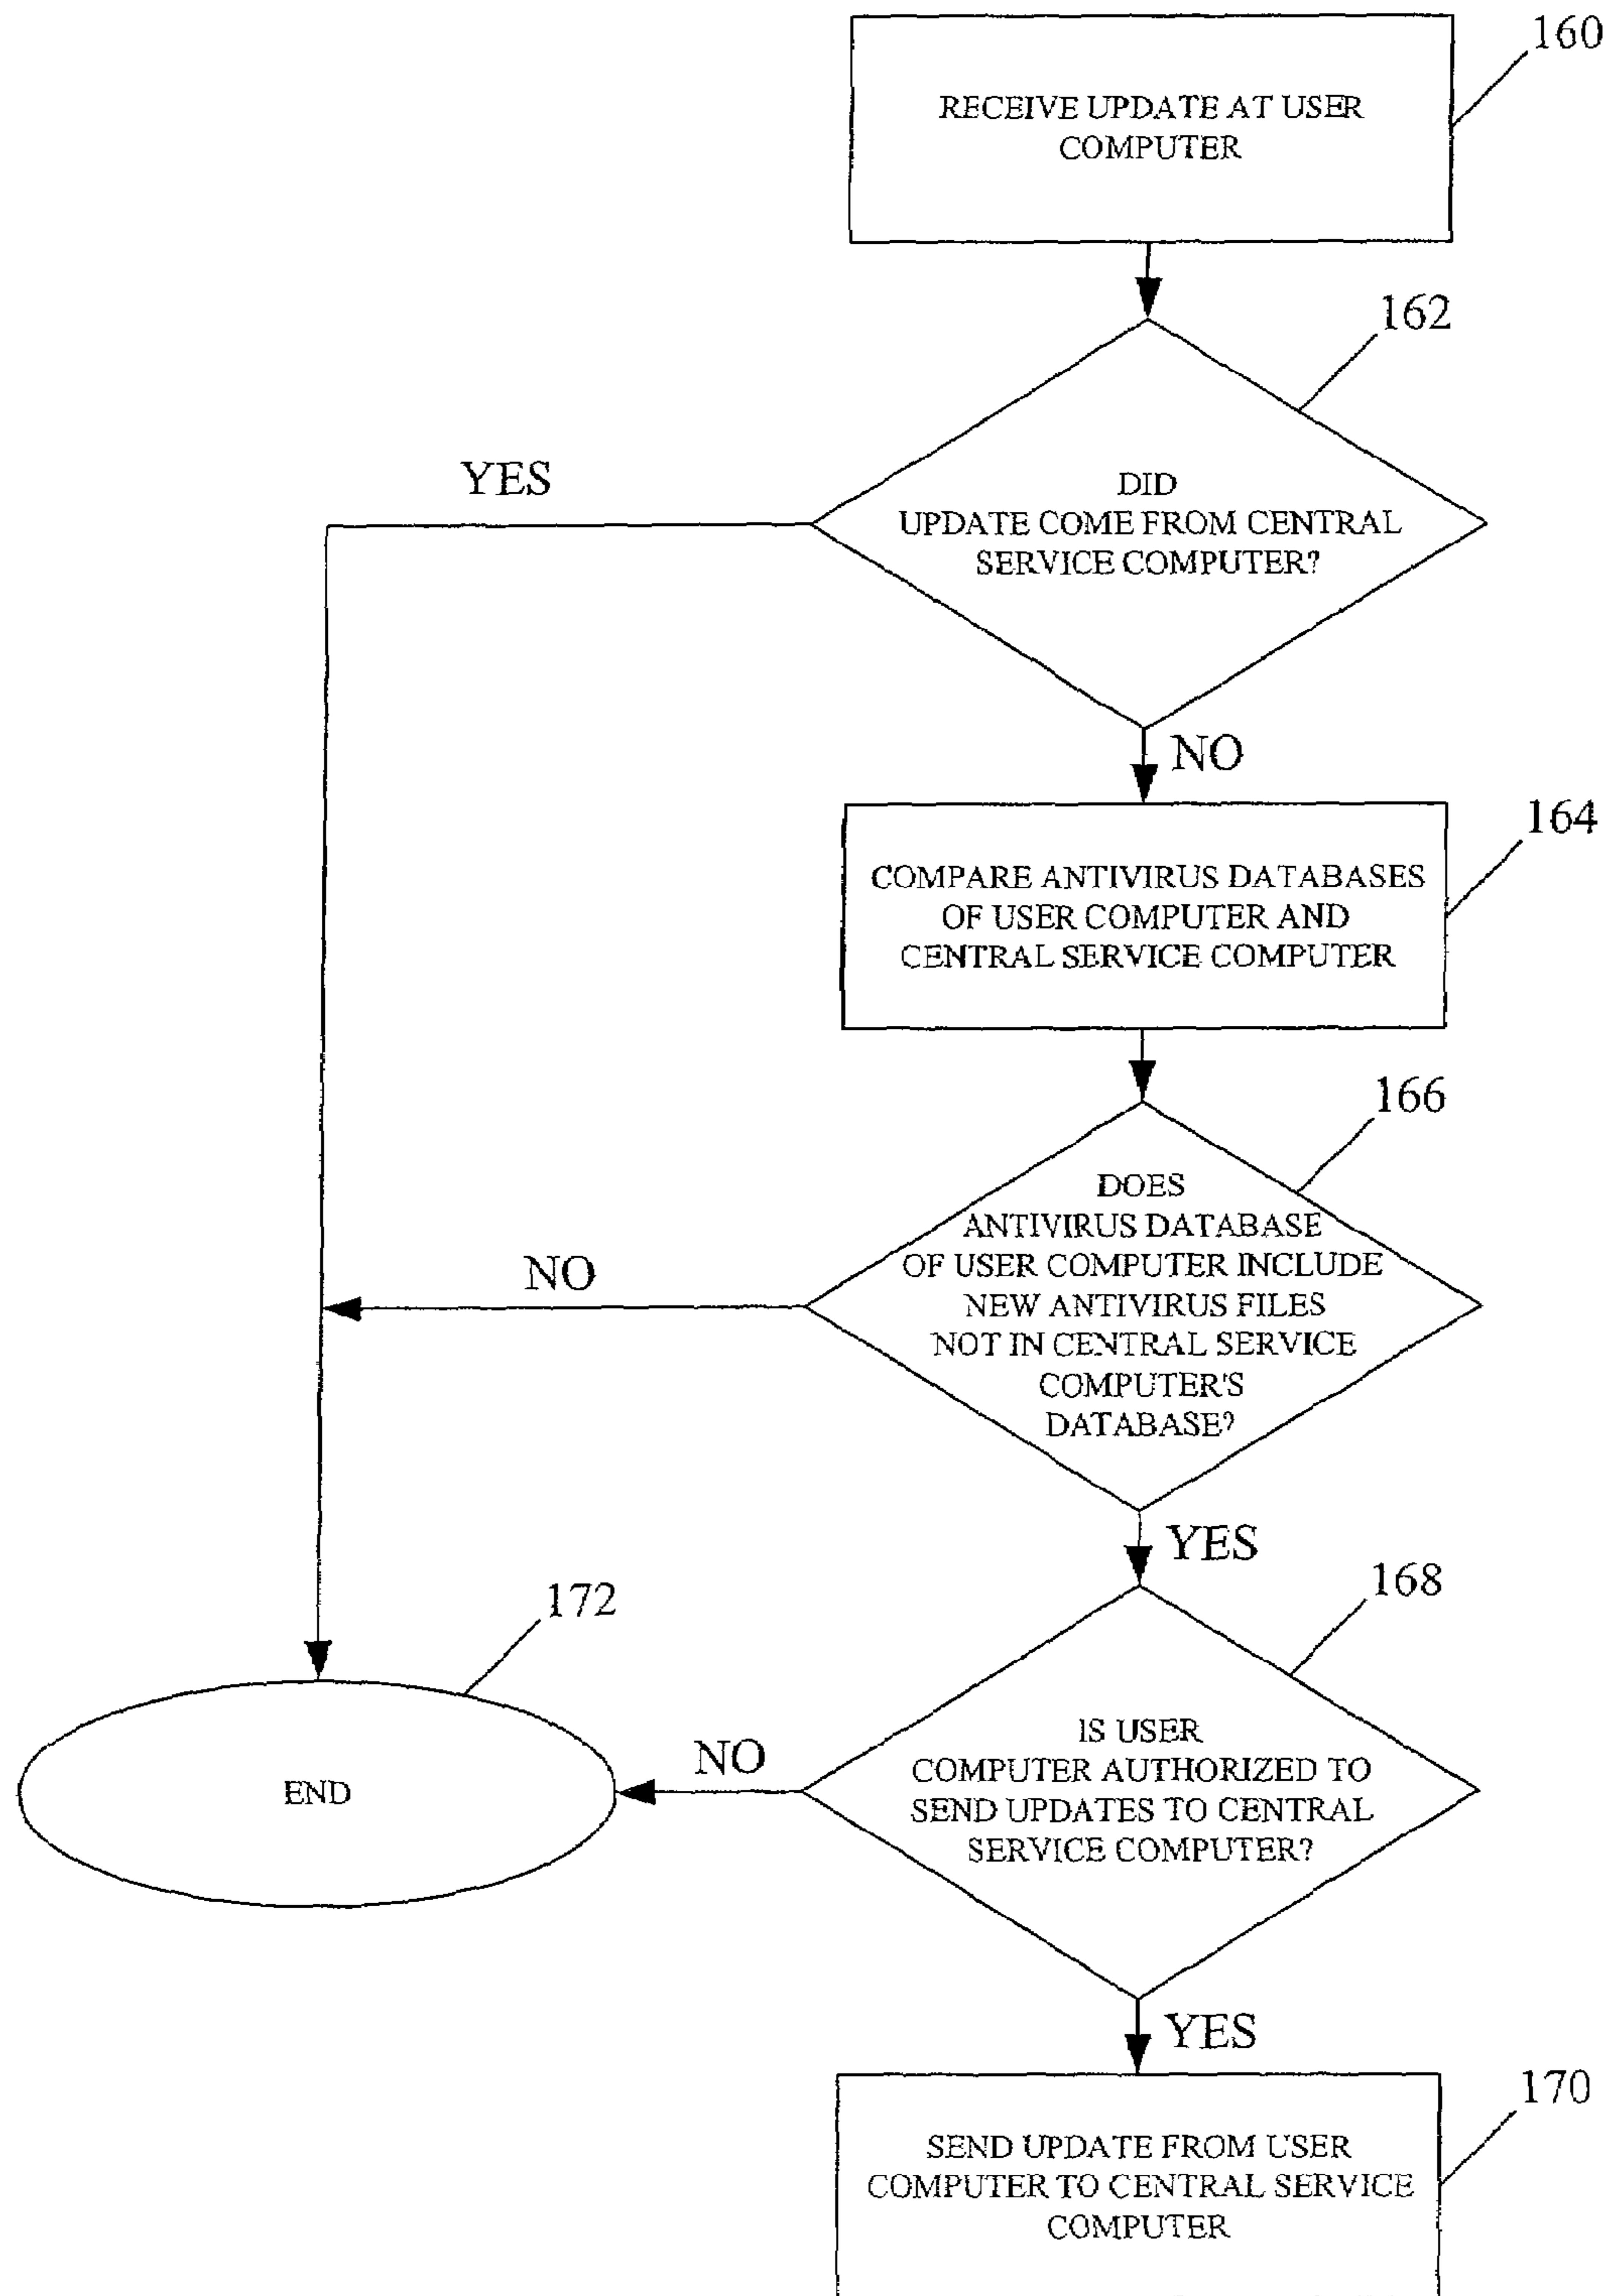 160
RECEIVE UPDATE AT USER
COMPUTER
162
YES
DID
UPDATE COME FROM CENTRAL
SERVICE COMPUTER?
NO
164
COMPARE ANTIVIRUS DATABASES
OF USER COMPUTER AND
CENTRAL SERVICE COMPUTER
166
DOES
ANTIVIRUS DATABASE
OF USER COMPUTER INCLUDE
NEW ANTIVIRUS FILES
NOT IN CENTRAL SERVICE
COMPUTER'S
DATABASE?
NO
YES
168
172
IS USER
COMPUTER AUTHORIZED TO
SEND UPDATES TO CENTRAL
SERVICE COMPUTER?
NO
END
YES
170
SEND UPDATE FROM USER
COMPUTER TO CENTRAL SERVICE
COMPUTER